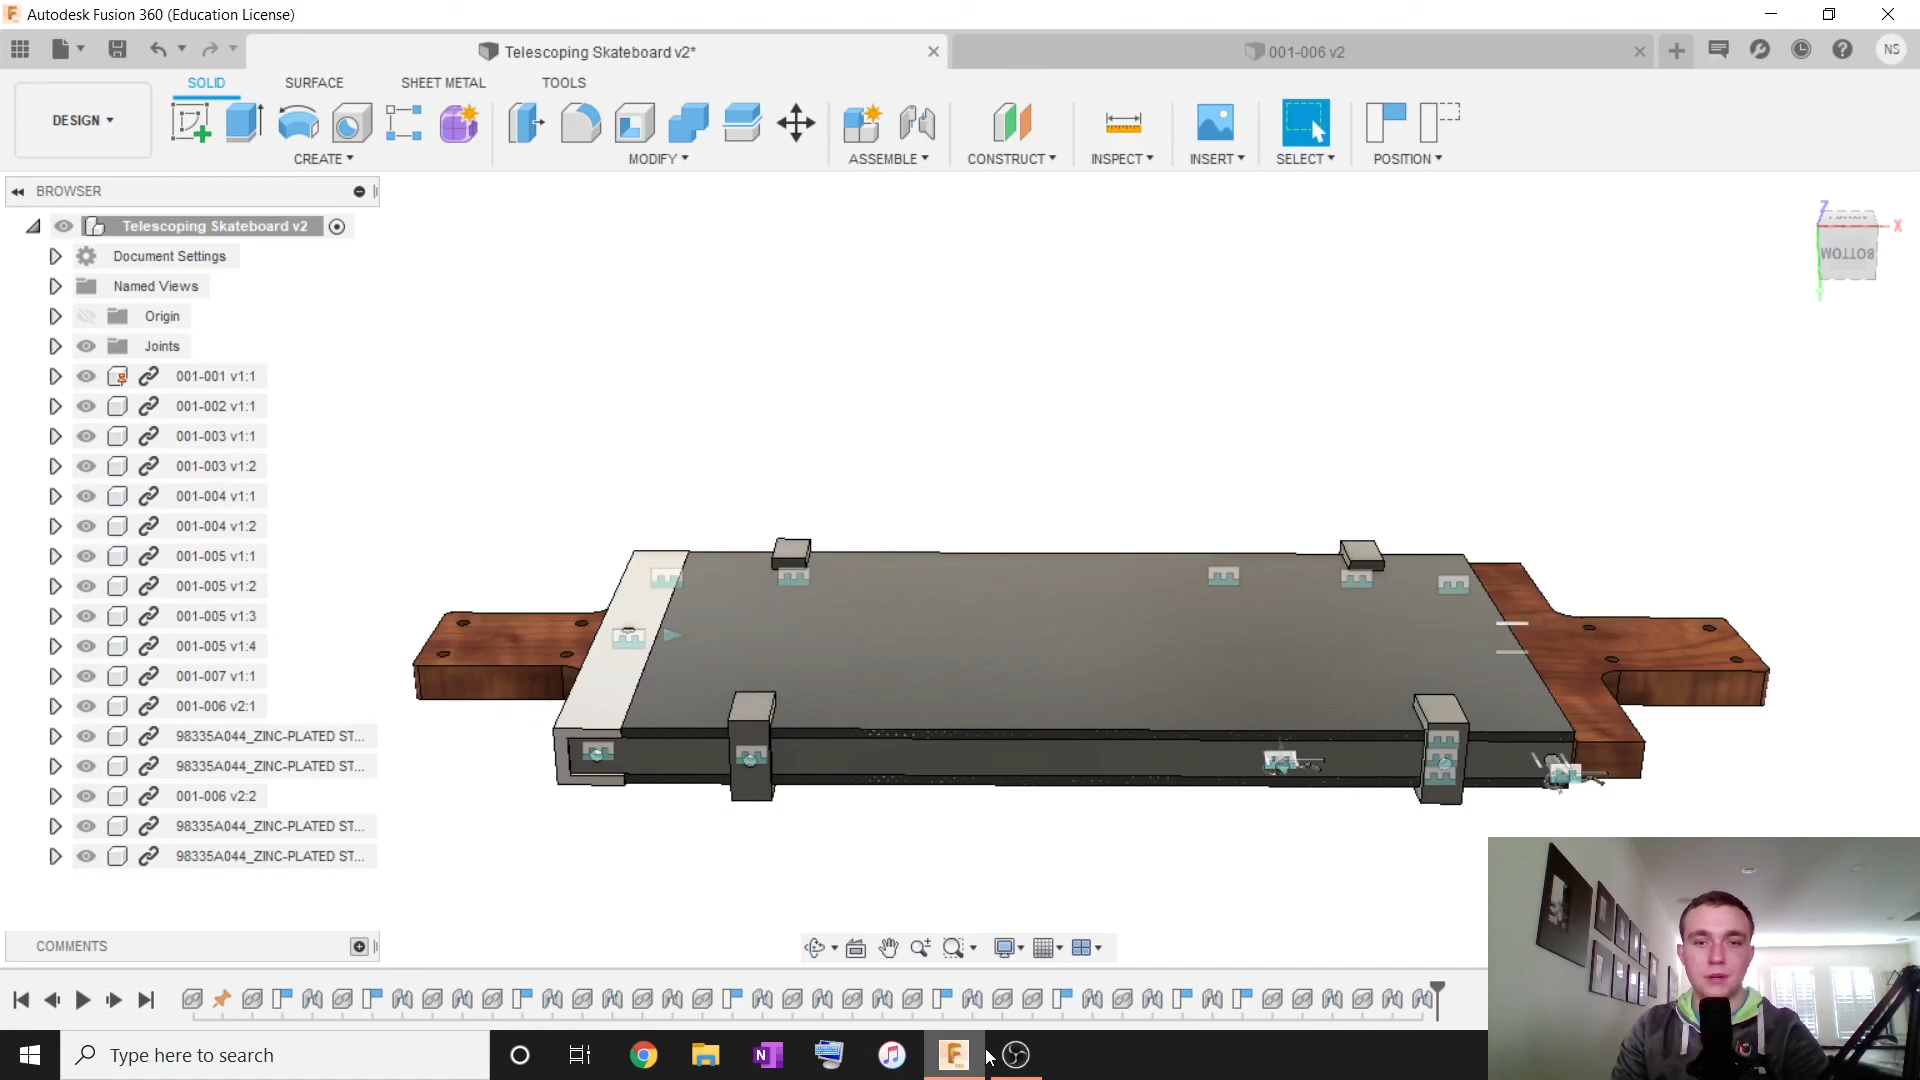 Autodesk Fusion 360 (Education License)
Telescoping Skateboard v2*
001-006 v2
NS
DESIGN
SOLID
SURFACE
SHEET METAL
TOOLS
CREATE
MODIFY
ASSEMBLE
CONSTRUCT
INSPECT
INSERT
SELECT
POSITION
BROWSER
Telescoping Skateboard v2
Document Settings
Named Views
Origin
Joints
001-001 v1:1
001-002 v1:1
001-003 v1:1
001-003 v1:2
001-004 v1:1
001-004 v1:2
001-005 v1:1
001-005 v1:2
001-005 v1:3
001-005 v1:4
001-007 v1:1
001-006 v2:1
98335A044_ZINC-PLATED ST...
98335A044_ZINC-PLATED ST...
001-006 v2:2
98335A044_ZINC-PLATED ST...
98335A044_ZINC-PLATED ST...
Z
X
BOTTOM
Y
COMMENTS
Type here to search